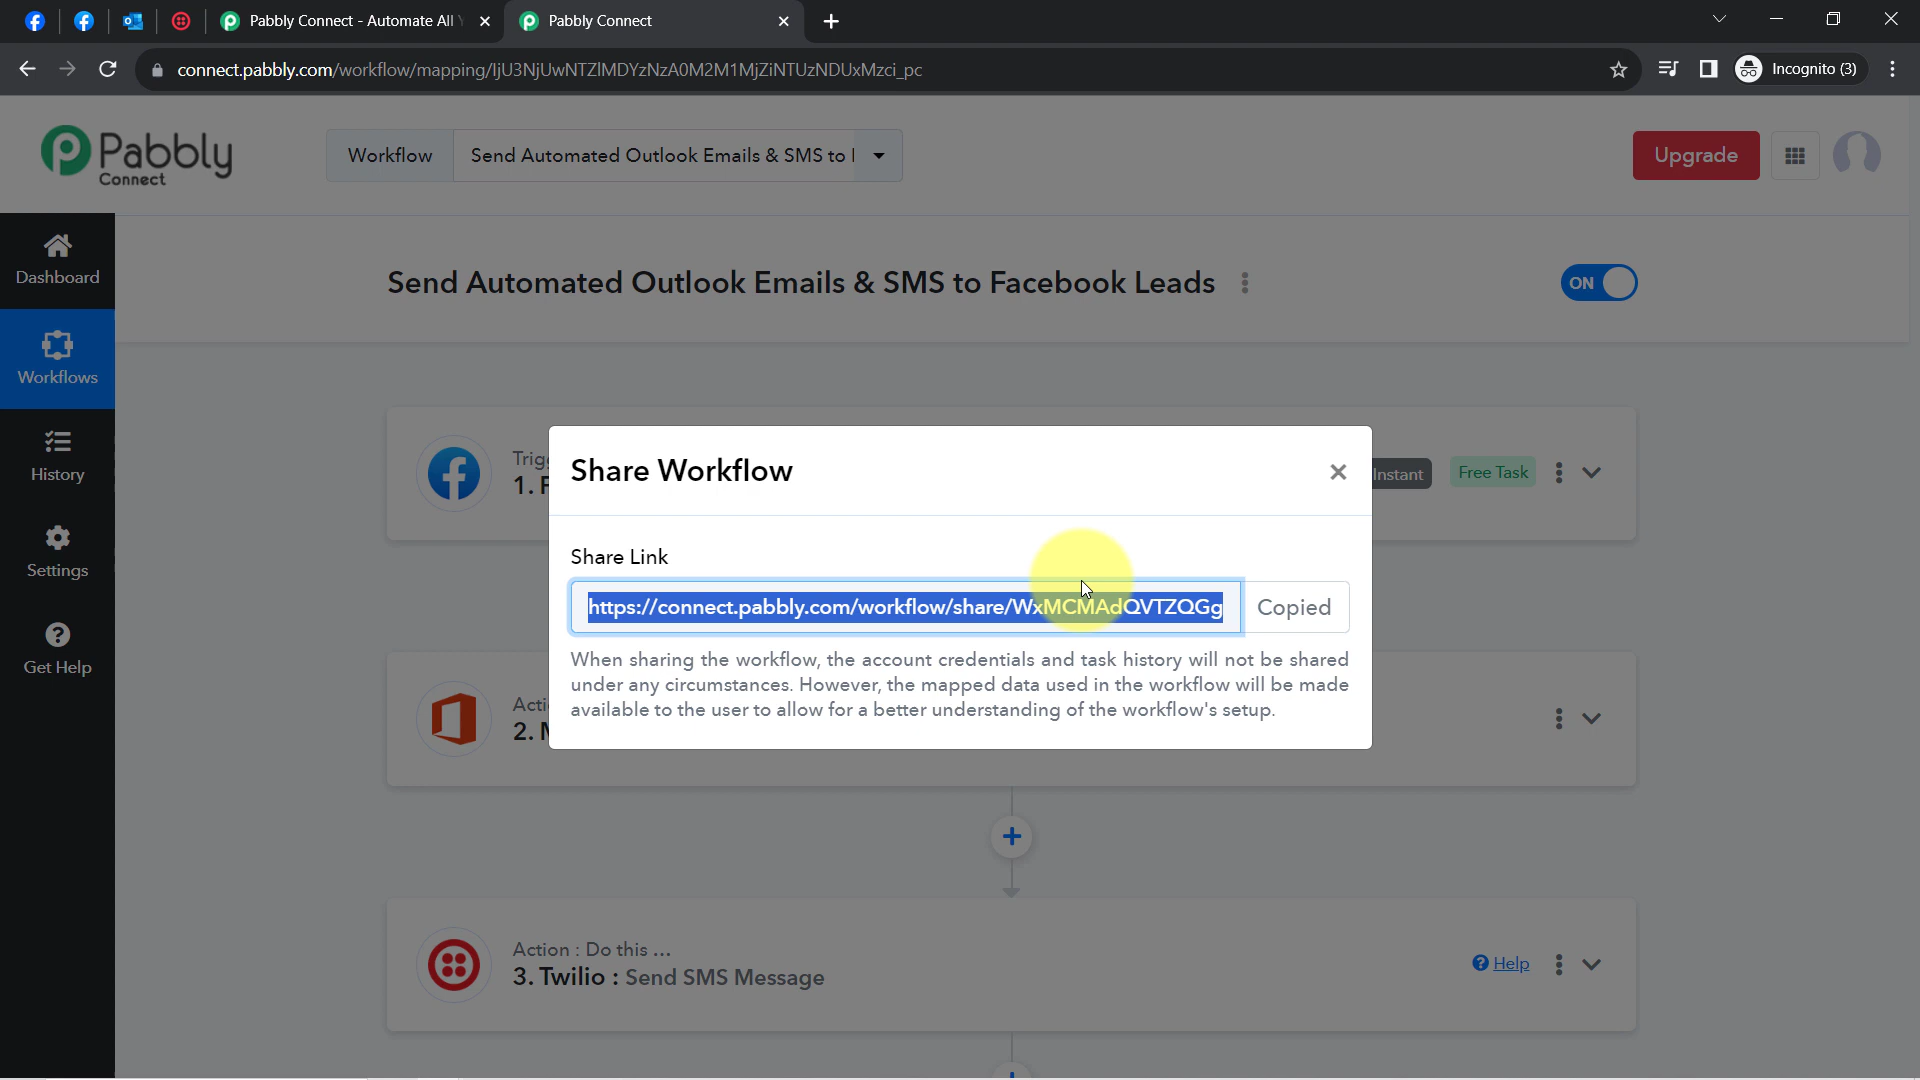 Pabbly Connect - Automate All
Pabbly Connect
connect.pabbly.com/workflow/mapping/IjU3NjUwNTZlMDYzNzA0M2M1MjZiNTUzNDUxMzci_pc
Incognito (3)
Pabbly
Connect
Workflow
Send Automated Outlook Emails & SMS to
Upgrade
Dashboard
Workflows
History
Settings
Get Help
Send Automated Outlook Emails & SMS to Facebook Leads
ON
1.
Instant
Free Task
Share Workflow
Share Link
https://connect.pabbly.com/workflow/share/WxMCMAdQVTZQGg
Copied
When sharing the workflow, the account credentials and task history will not be shared
under any circumstances. However, the mapped data used in the workflow will be made
available to the user to allow for a better understanding of the workflow's setup.
2.
Action : Do this ...
3. Twilio : Send SMS Message
Help